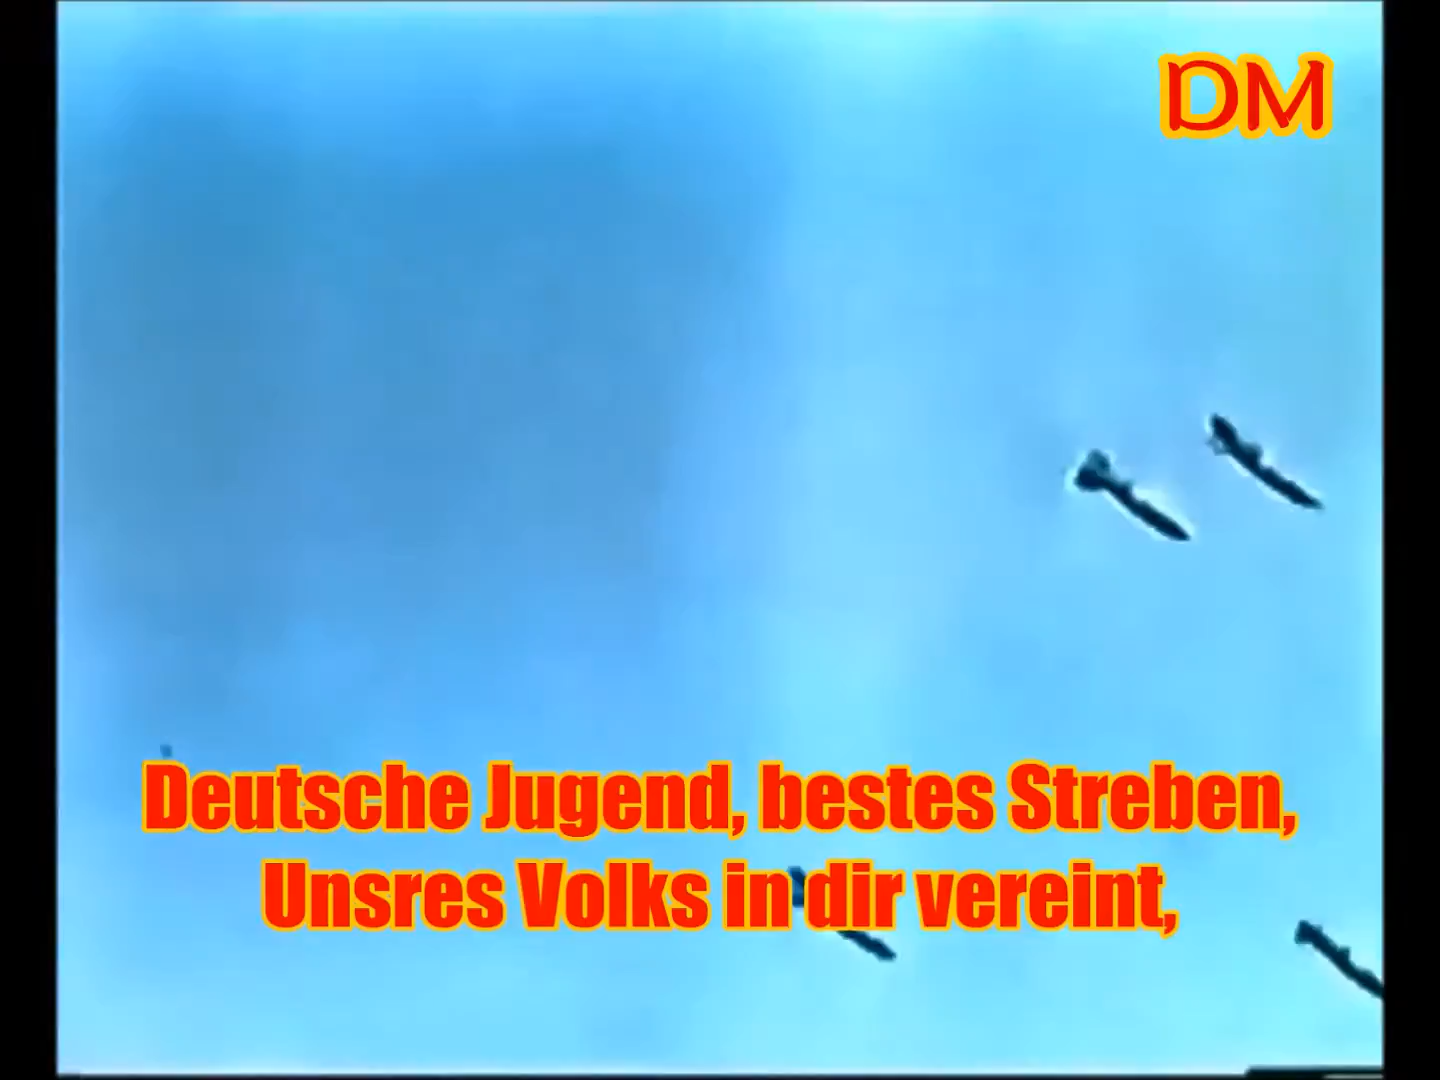 DM
Deutsche Jugend, bestes Streben,
Unsres Volks in dir vereint,